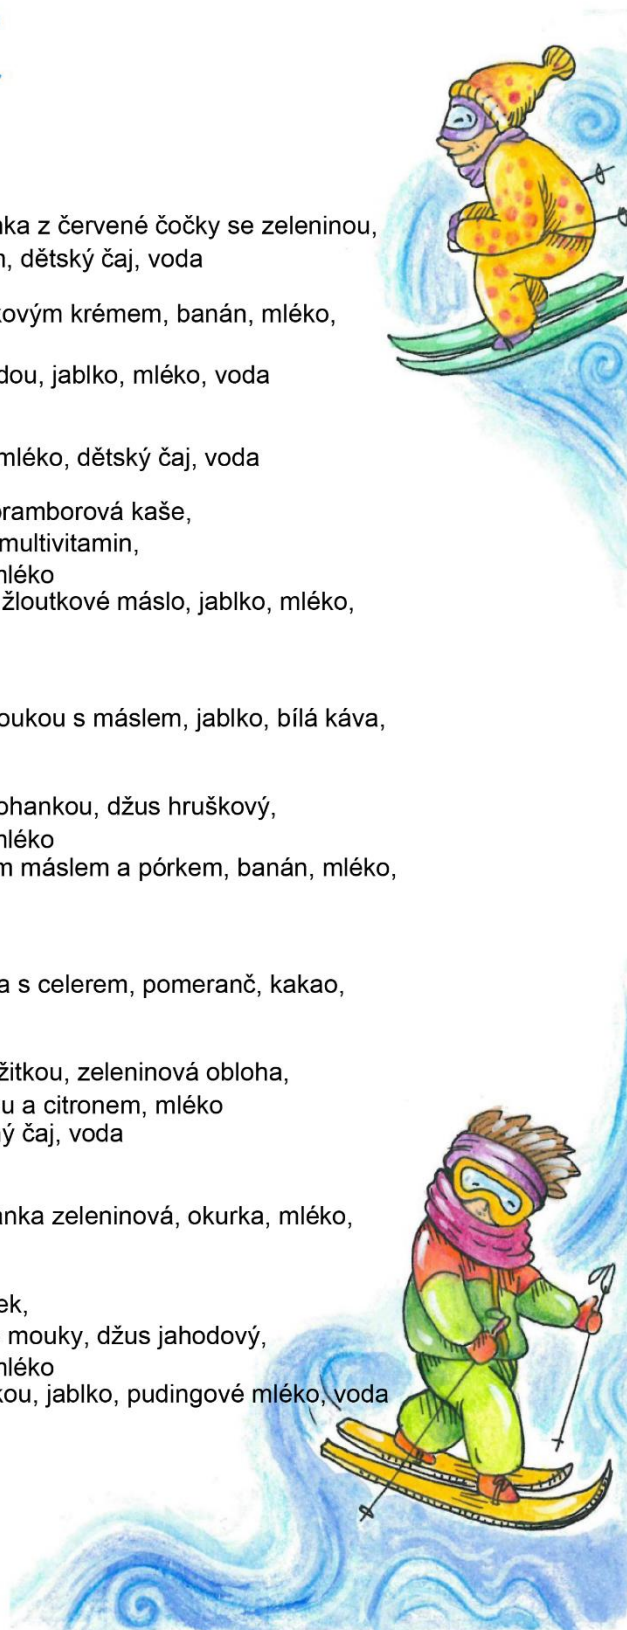 nka z červené čočky se zeleninou,
n, dětský čaj, voda
kovým krémem, banán, mléko,
dou, jablko, mléko, voda
mléko, dětský čaj, voda
bramborová kaše,
multivitamin,
mléko
žloutkové máslo, jablko, mléko,
oukou s máslem, jablko, bílá káva,
ohankou, džus hruškový,
mléko
m máslem a pórkem, banán, mléko,
a s celerem, pomeranč, kakao,
žitkou, zeleninová obloha,
u a citronem, mléko
ý čaj, voda
anka zeleninová, okurka, mléko,
ek,
mouky, džus jahodový,
mléko
kou, jablko, pudingové mléko, voda